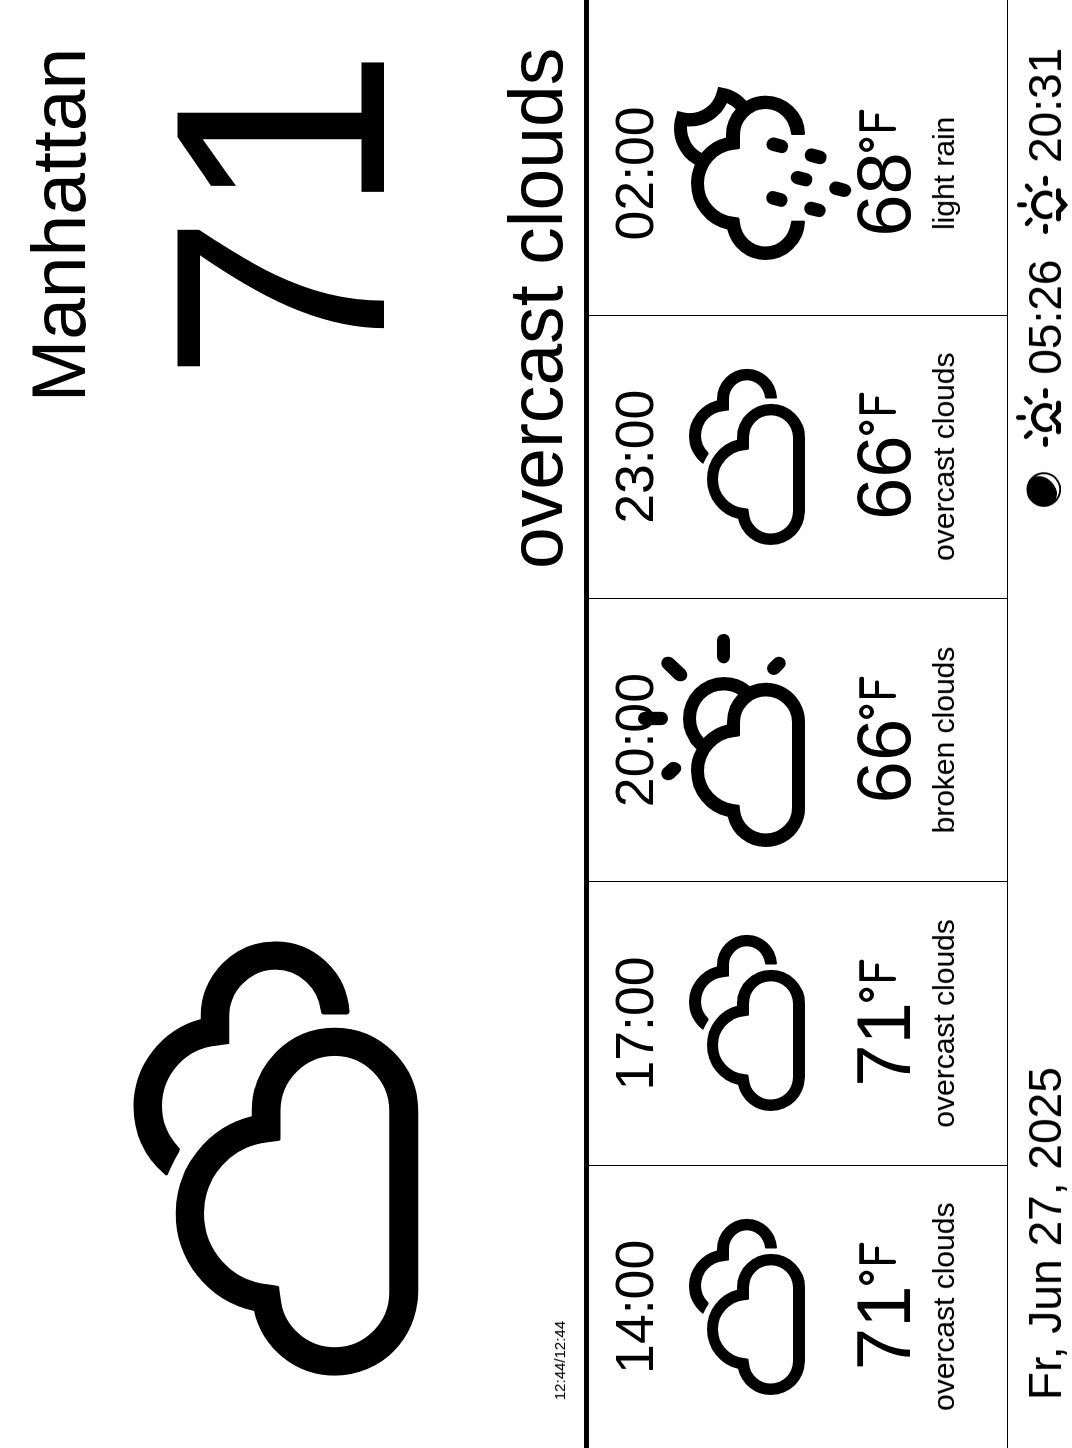 Manhattan
71
overcast clouds
12:44/12:44
14:00
71°F
overcast clouds
17:00
71°F
overcast clouds
20:00
66°F
broken clouds
23:00
66°F
overcast clouds
02:00
68°F
light rain
Fr, Jun 27, 2025
05:26
20:31